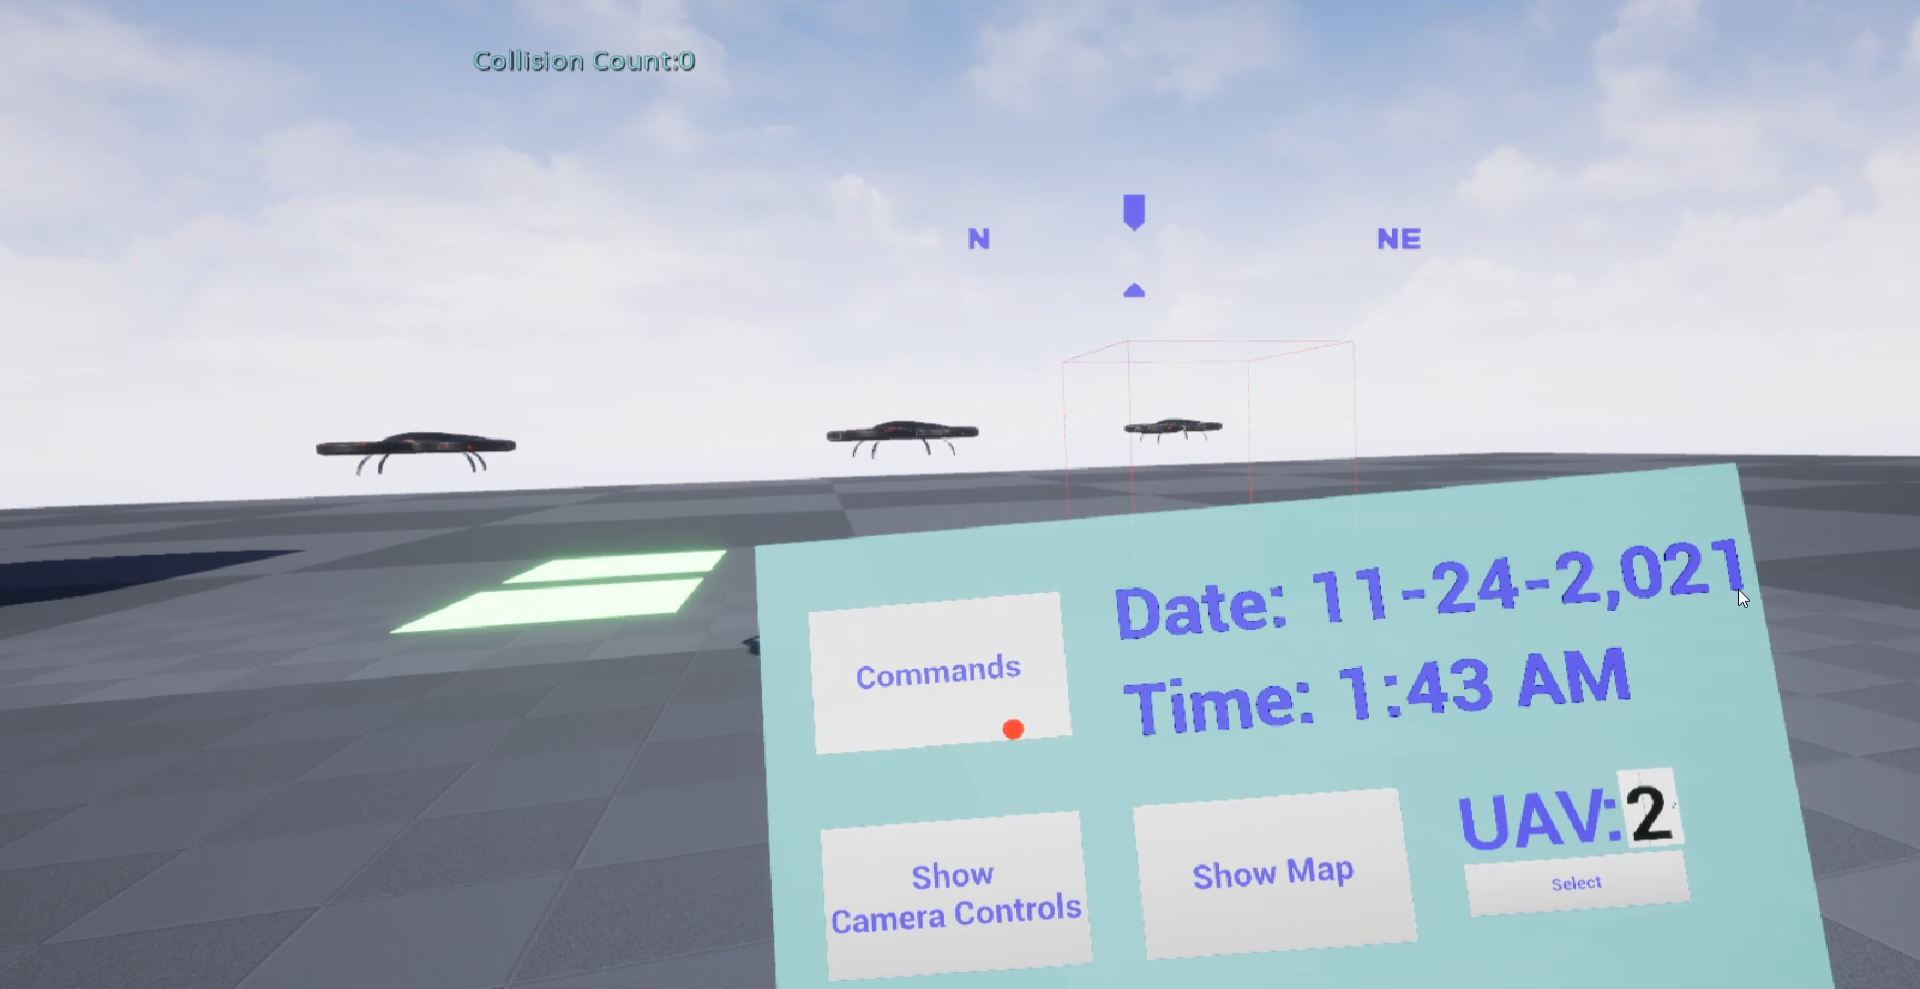 Collision Count:0
N
NE
Date: 11-24-2,021
Commands
Time: 1:43 AM
UAV:2
Show
Camera Controls
Show Map
Select